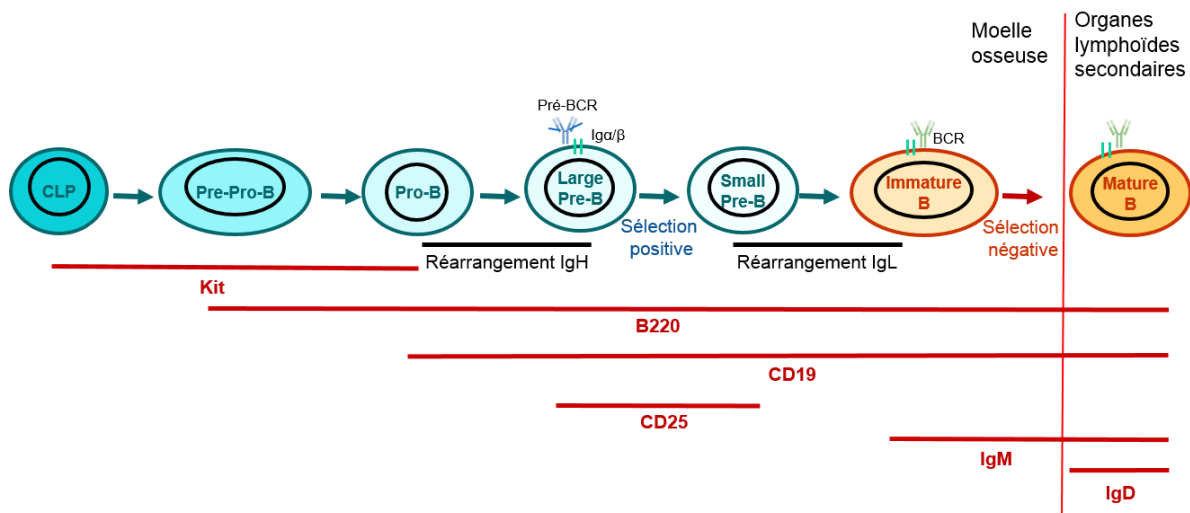 Moelle
osseuse
Organes
lymphoïdes
secondaires
Pré-BCR
Igα/β
BCR
CLP
Pre-Pro-B
Pro-B
Large
Pre-B
Small
Pre-B
Immature
B
Mature
B
Sélection
positive
Sélection
négative
Réarrangement IgH
Réarrangement IgL
Kit
B220
CD19
CD25
IgM
IgD